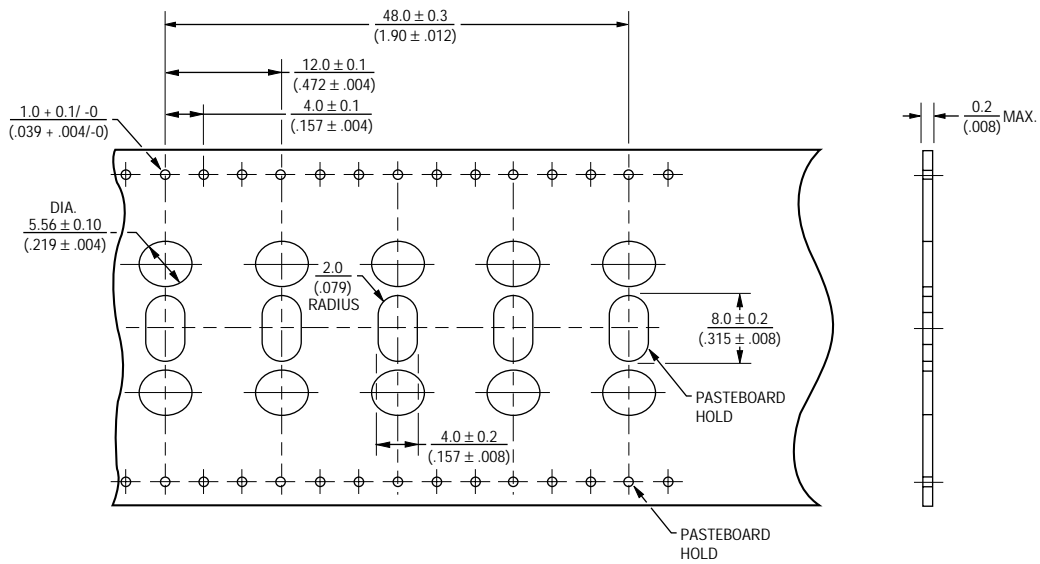 48.0 ± 0.3
(1.90 ± .012)
12.0 ± 0.1
(.472 ± .004)
4.0 ± 0.1
(.157 ± .004)
1.0 + 0.1/ -0
(.039 + .004/-0)
0.2
(.008)
MAX.
DIA.
5.56 ± 0.10
(.219 ± .004)
2.0
(.079)
RADIUS
8.0 ± 0.2
(.315 ± .008)
PASTEBOARD
HOLD
4.0 ± 0.2
(.157 ± .008)
PASTEBOARD
HOLD